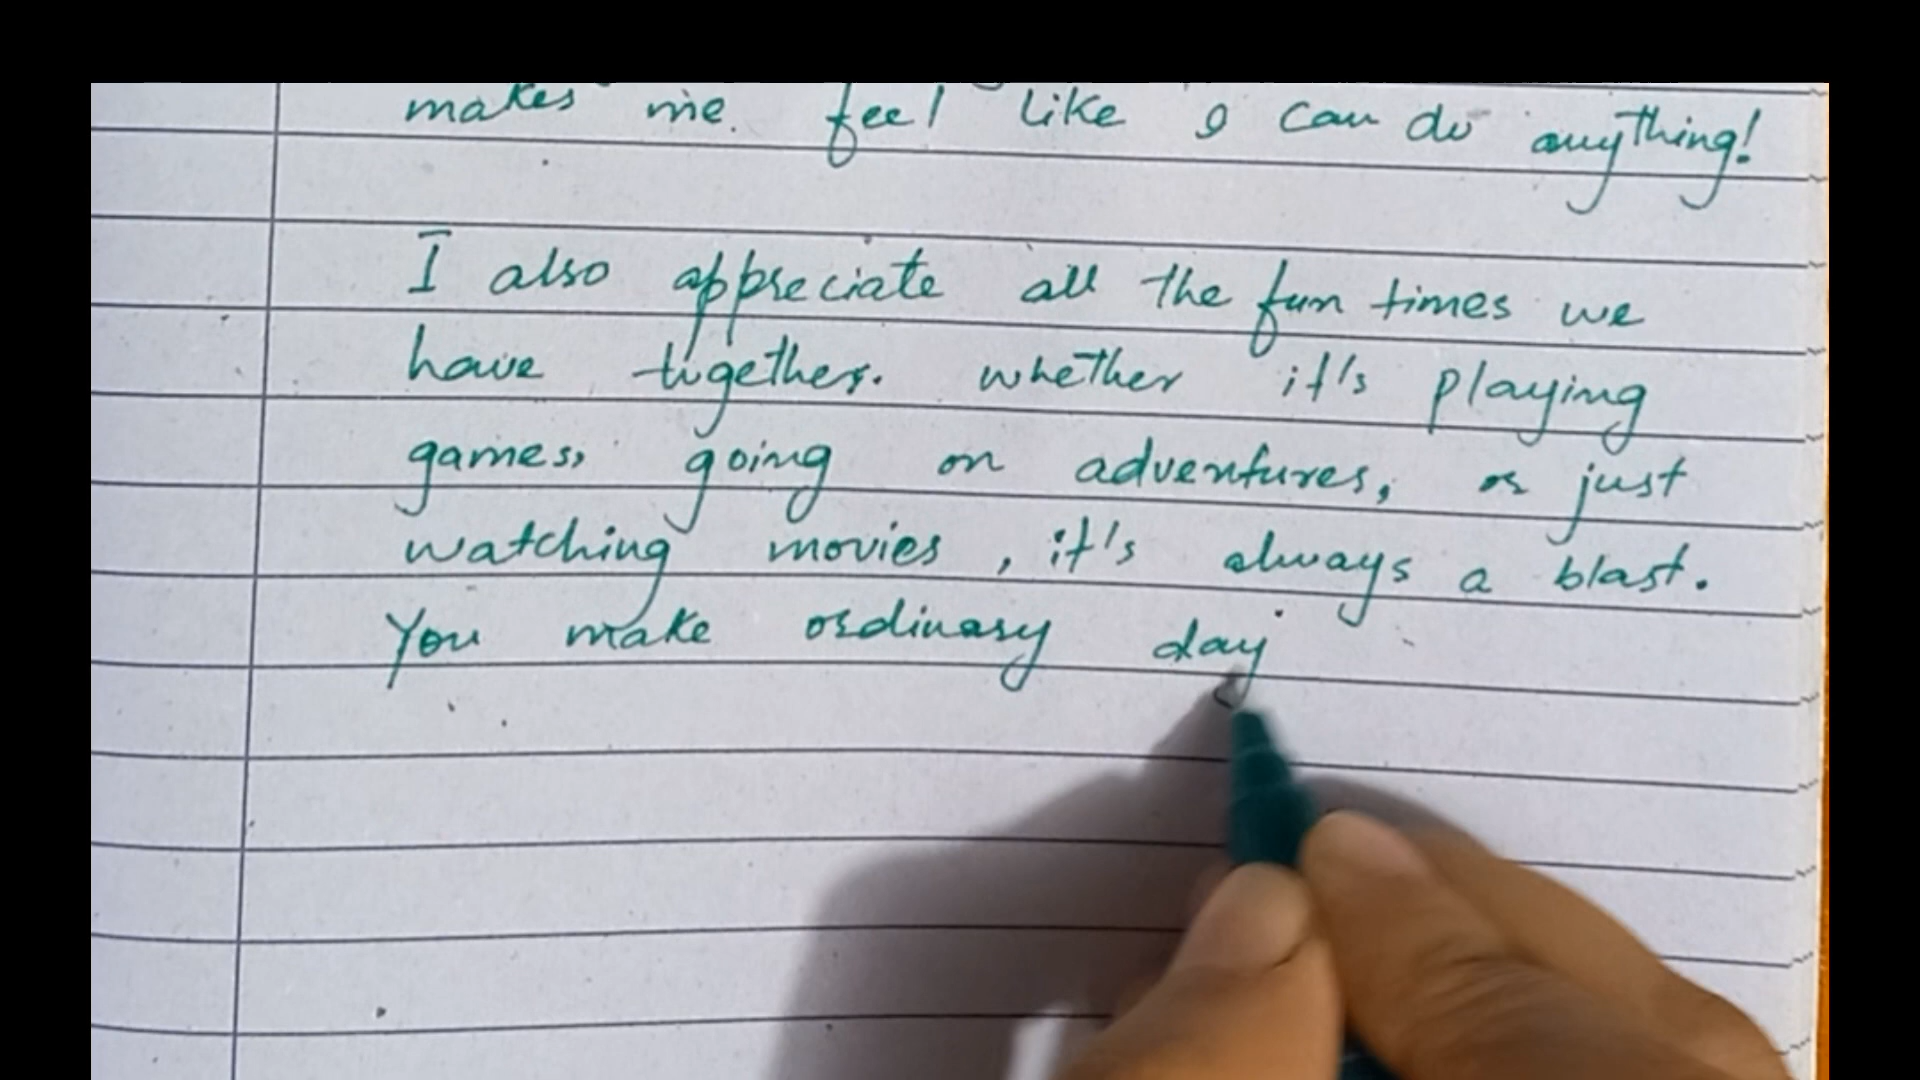 makes me feel like I can do anything!
I also appreciate all the fun times we
have together. whether it's playing
games, going on adventures, or just
watching movies, it's always a blast.
You make ordinary day